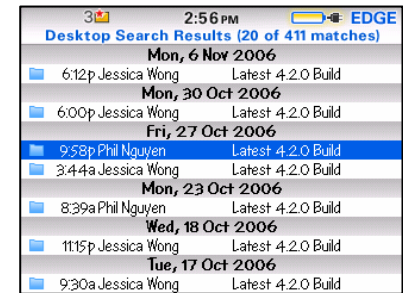 3 2:56 PM EDGE
Desktop Search Results (20 of 411 matches)
Mon, 6 Nov 2006
6:12p Jessica Wong Latest 4.2.0 Build
Mon, 30 Oct 2006
6:00p Jessica Wong Latest 4.2.0 Build
Fri, 27 Oct 2006
9:58p Phil Nguyen Latest 4.2.0 Build
3:44a Jessica Wong Latest 4.2.0 Build
Mon, 23 Oct 2006
8:39a Phil Nguyen Latest 4.2.0 Build
Wed, 18 Oct 2006
11:15p Jessica Wong Latest 4.2.0 Build
Tue, 17 Oct 2006
9:30a Jessica Wong Latest 4.2.0 Build